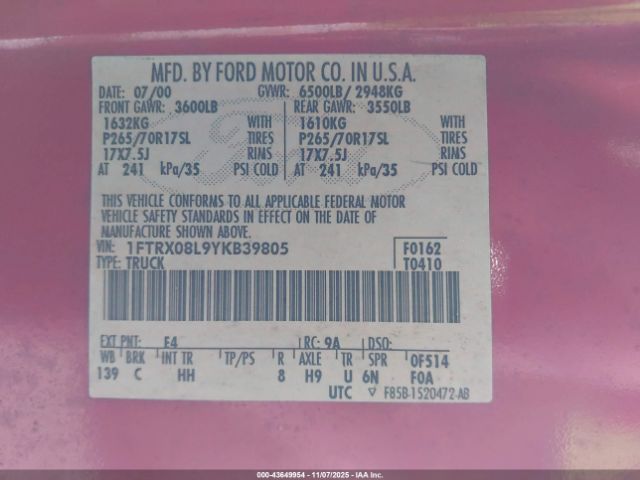 MFD. BY FORD MOTOR CO. IN U.S.A.
DATE: 07/00 GVWR: 6500LB/ 2948KG
FRONT GAWR: 3600LB REAR GAWR: 3550LB
1632KG WITH 1610KG WITH
P265/70R17SL TIRES P265/70R17SL TIRES
17X7.5J RIMS 17X7.5J RIMS
AT 241 kPa/35 PSI COLD AT 241 kPa/35 PSI COLD
THIS VEHICLE CONFORMS TO ALL APPLICABLE FEDERAL MOTOR
VEHICLE SAFETY STANDARDS IN EFFECT ON THE DATE OF
MANUFACTURE SHOWN ABOVE.
VIN: 1FTRX08L9YKB39805 F0162
TYPE: TRUCK T0410
EXT PNT: E4 RC: 9A DSO:
WB BRK INT TR TP/PS R AXLE TR SPR 0F514
139 C HH 8 H9 U 6N F0A
UTC ▽ F85B-1520472-AB
000-43649954 - 11/07/2025 - IAA Inc.